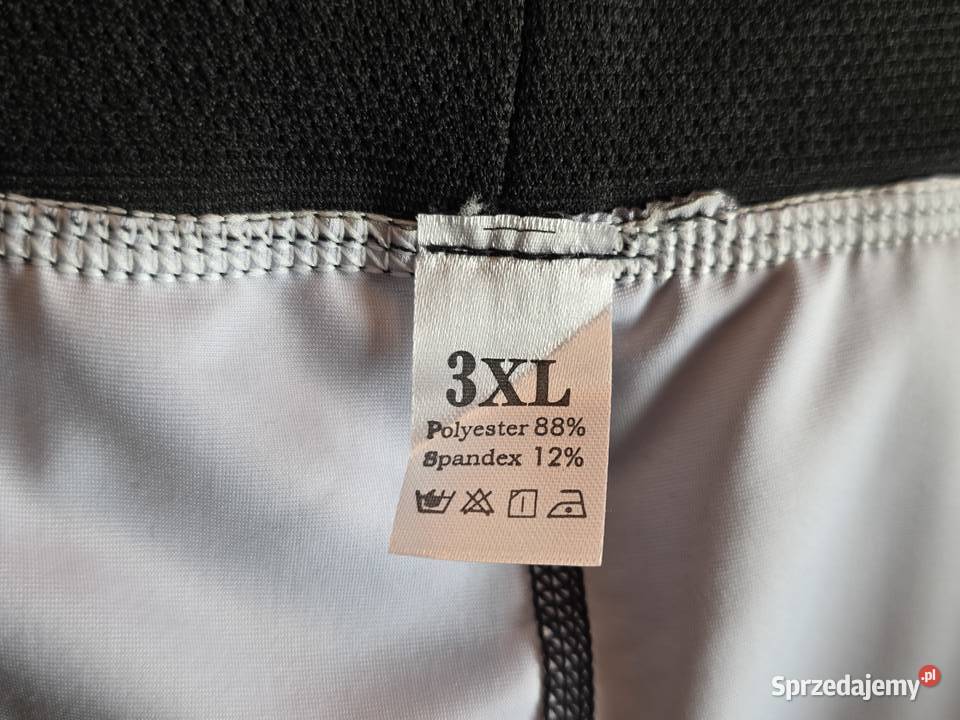 3XL
Polyester 88%
Spandex 12%
Sprzedajemy.pl